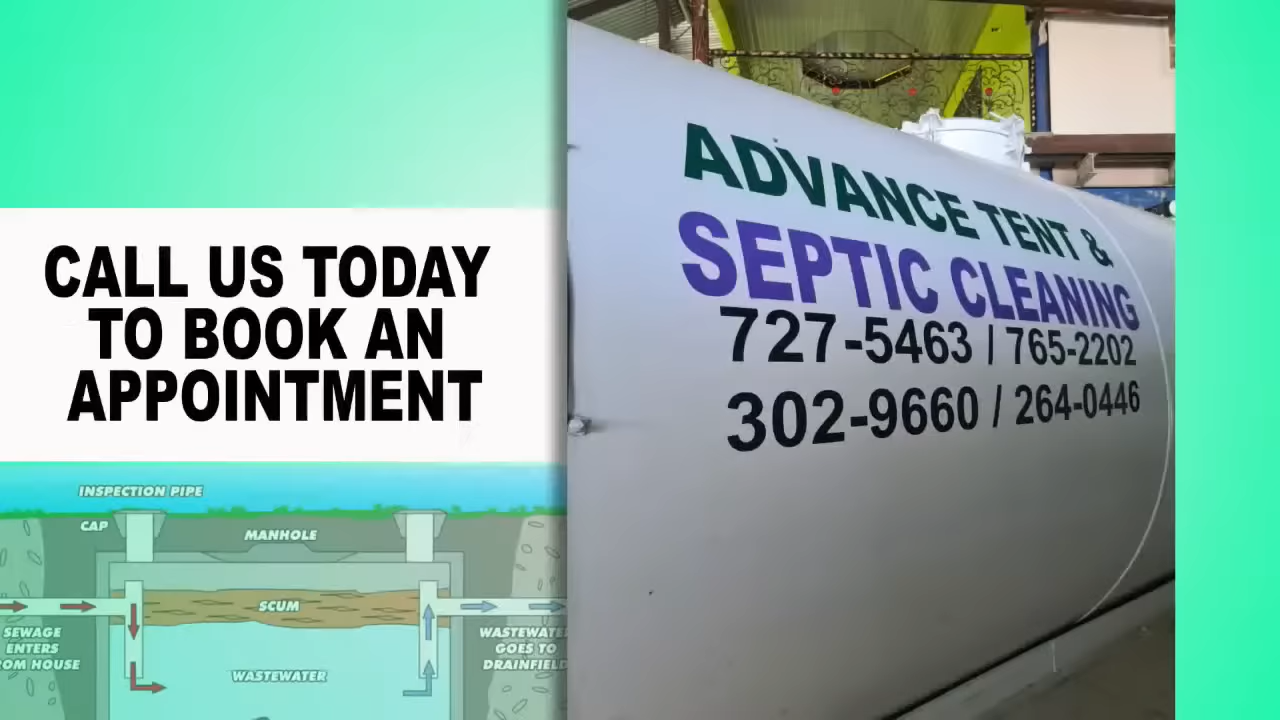 CALL US TODAY
TO BOOK AN
APPOINTMENT
ADVANCE TENT &
SEPTIC CLEANING
727-5463 / 765-2202
302-9660 / 264-0446
INSPECTION PIPE
CAP
MANHOLE
SCUM
SEWAGE
ENTERS
ROM HOUSE
WASTEWATE
GOES TO
DRAINFIELD
WASTEWATER